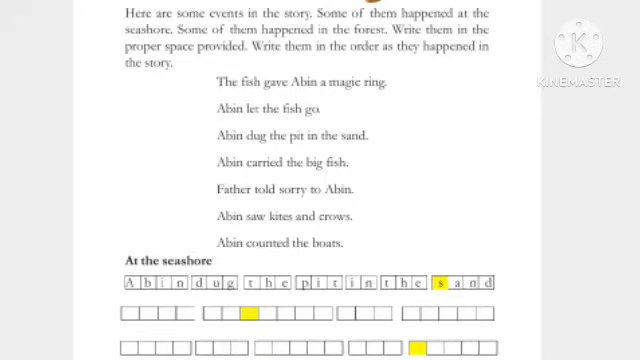 Here are some events in the story. Some of them happened at the
seashore. Some of them happened in the forest. Write them in the
proper space provided. Write them in the order as they happened in
the story.
KINEMASTER
The fish gave Abin a magic ring.
Abin let the fish go.
Abin dug the pit in the sand.
Abin carried the big fish.
Father told sorry to Abin.
Abin saw kites and crows.
Abin counted the boats.
At the seashore
Abin dug the pit in the sand